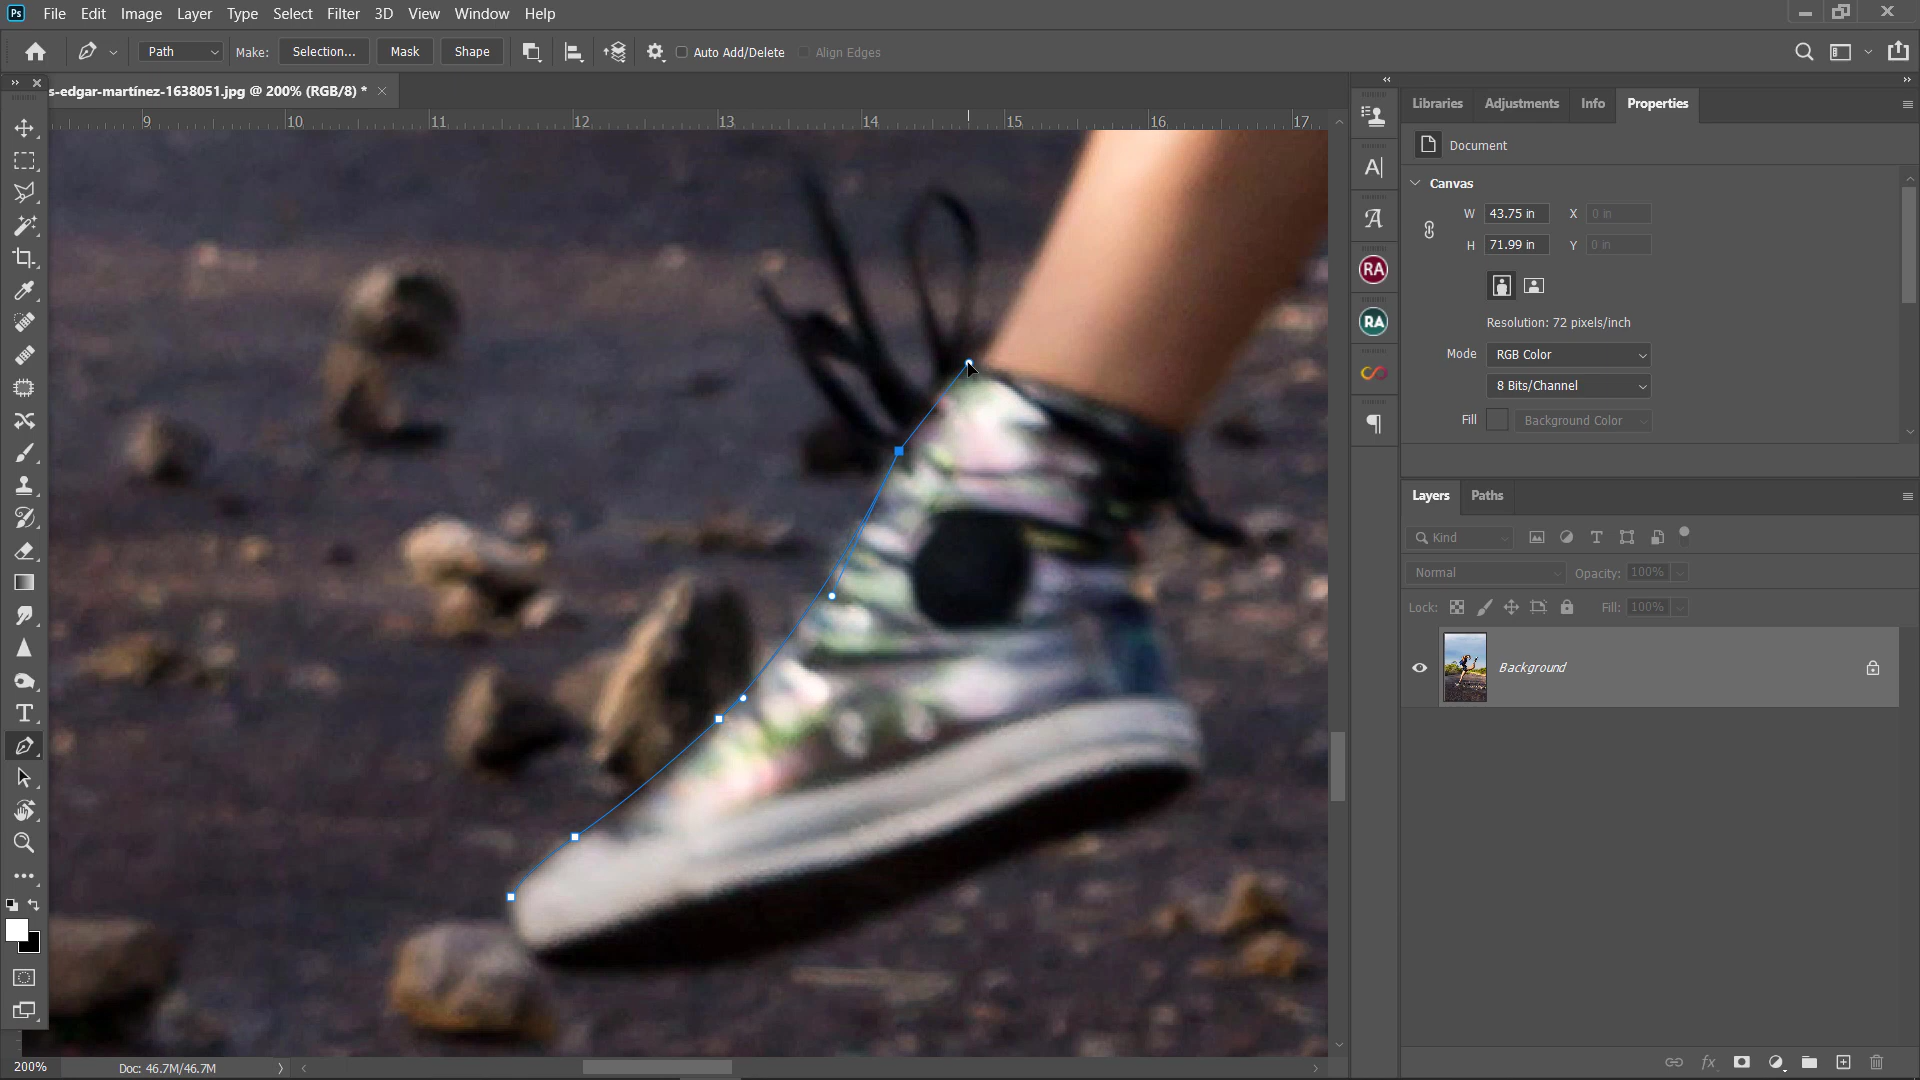 Ps File Edit Image Layer Type Select Filter 3D View Window Help
Path Make: Selection... Mask Shape Auto Add/Delete Align Edges
s-edgar-martínez-1638051.jpg @ 200% (RGB/8) *
9 10 11 12 13 14 15 16 17
Libraries Adjustments Info Properties
Document
Canvas
W 43.75 in X 0 in
H 71.99 in Y 0 in
Resolution: 72 pixels/inch
Mode RGB Color
8 Bits/Channel
Fill Background Color
RA
RA
Layers Paths
Kind
Normal Opacity: 100%
Lock: Fill: 100%
Background
200% Doc: 46.7M/46.7M